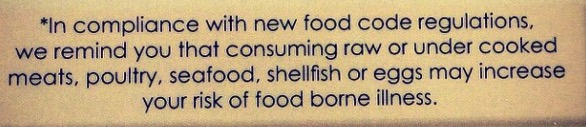 *In compliance with new food code regulations,
we remind you that consuming raw or under cooked
meats, poultry, seafood, shellfish or eggs may increase
your risk of food borne illness.